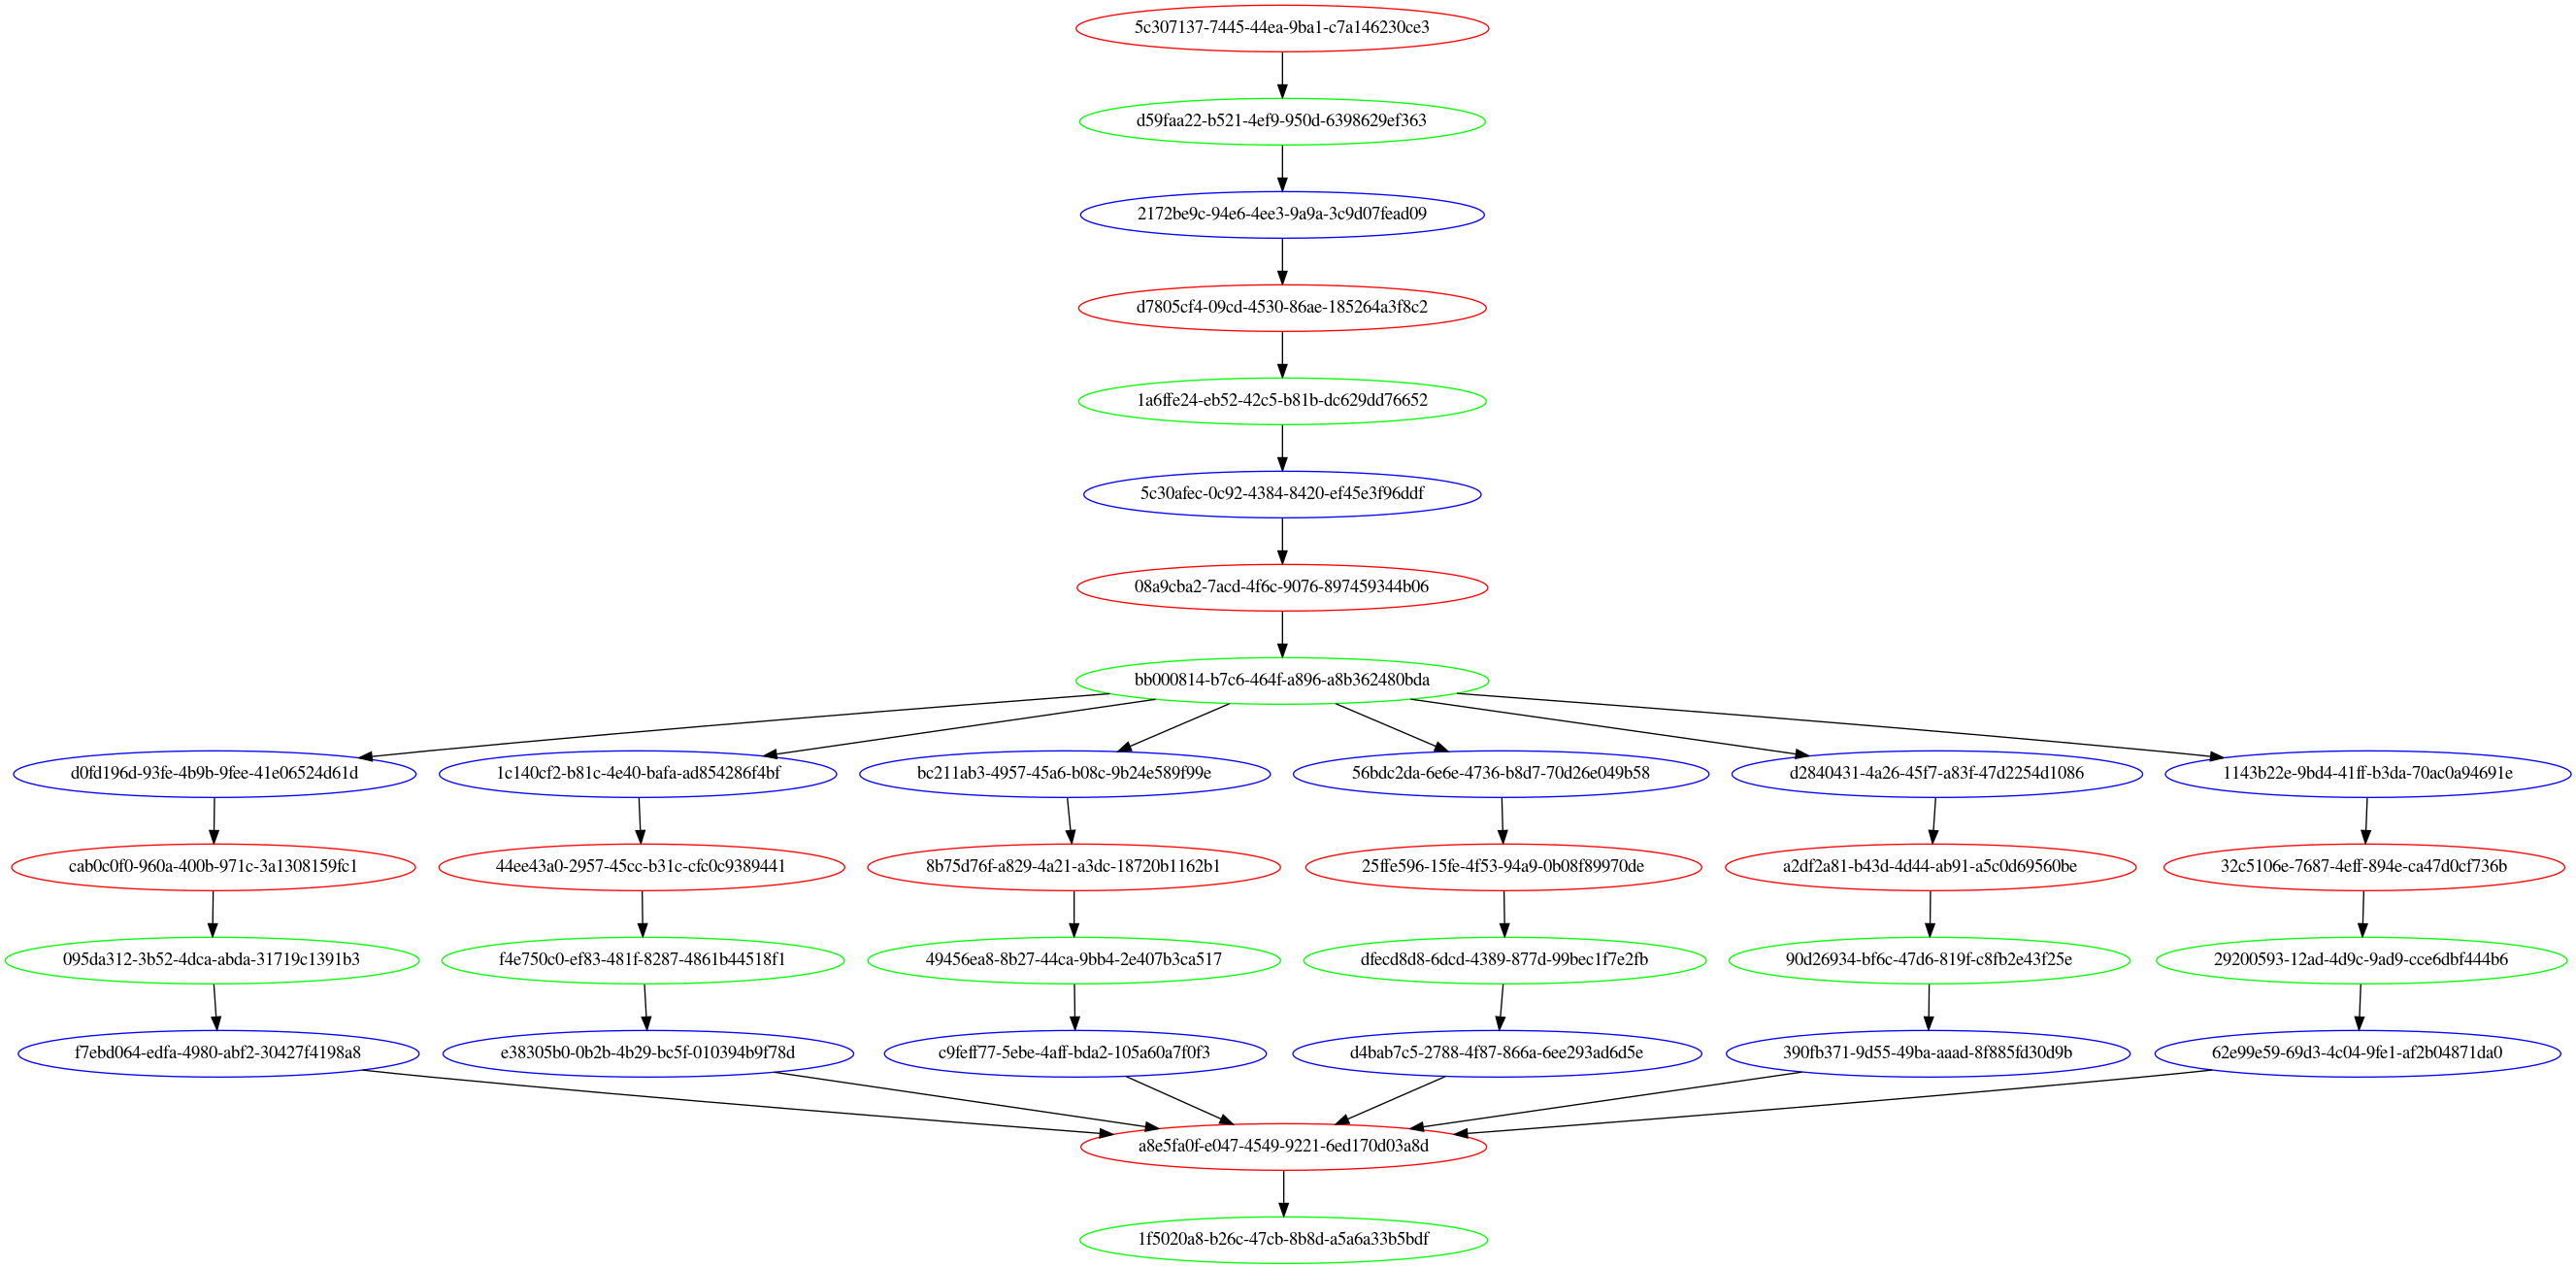 5c307137-7445-44ea-9ba1-c7a146230ce3
d59faa22-b521-4ef9-950d-6398629ef363
2172be9c-94e6-4ee3-9a9a-3c9d07fead09
d7805cf4-09cd-4530-86ae-185264a3f8c2
1a6ffe24-eb52-42c5-b81b-dc629dd76652
5c30afec-0c92-4384-8420-ef45e3f96ddf
08a9cba2-7acd-4f6c-9076-897459344b06
bb000814-b7c6-464f-a896-a8b362480bda
d0fd196d-93fe-4b9b-9fee-41e06524d61d
1c140cf2-b81c-4e40-bafa-ad854286f4bf
bc211ab3-4957-45a6-b08c-9b24e589f99e
56bdc2da-6e6e-4736-b8d7-70d26e049b58
d2840431-4a26-45f7-a83f-47d2254d1086
1143b22e-9bd4-41ff-b3da-70ac0a94691e
cab0c0f0-960a-400b-971c-3a1308159fc1
44ee43a0-2957-45cc-b31c-cfc0c9389441
8b75d76f-a829-4a21-a3dc-18720b1162b1
25ffe596-15fe-4f53-94a9-0b08f89970de
a2df2a81-b43d-4d44-ab91-a5c0d69560be
32c5106e-7687-4eff-894e-ca47d0cf736b
095da312-3b52-4dca-abda-31719c1391b3
f4e750c0-ef83-481f-8287-4861b44518f1
49456ea8-8b27-44ca-9bb4-2e407b3ca517
dfecd8d8-6dcd-4389-877d-99bec1f7e2fb
90d26934-bf6c-47d6-819f-c8fb2e43f25e
29200593-12ad-4d9c-9ad9-cce6dbf444b6
f7ebd064-edfa-4980-abf2-30427f4198a8
e38305b0-0b2b-4b29-bc5f-010394b9f78d
c9feff77-5ebe-4aff-bda2-105a60a7f0f3
d4bab7c5-2788-4f87-866a-6ee293ad6d5e
390fb371-9d55-49ba-aaad-8f885fd30d9b
62e99e59-69d3-4c04-9fe1-af2b04871da0
a8e5fa0f-e047-4549-9221-6ed170d03a8d
1f5020a8-b26c-47cb-8b8d-a5a6a33b5bdf